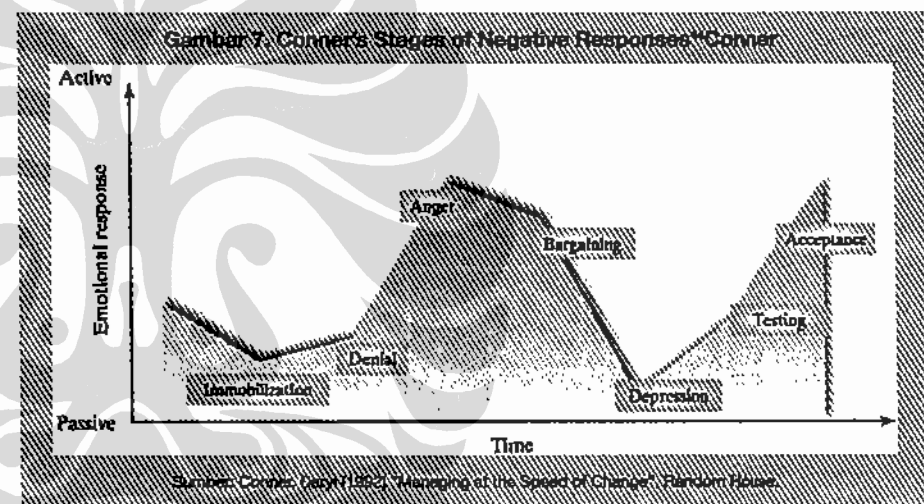 Gambar 7. Conner's Stages of Negative Responses"Conner
Active
Emotional response
Anger
Bargaining
Acceptance
Testing
Denial
Immobilization
Depression
Passive
Time
Sumber: Conner, Daryl (1992) "Managing at the Speed of Change", Random House.